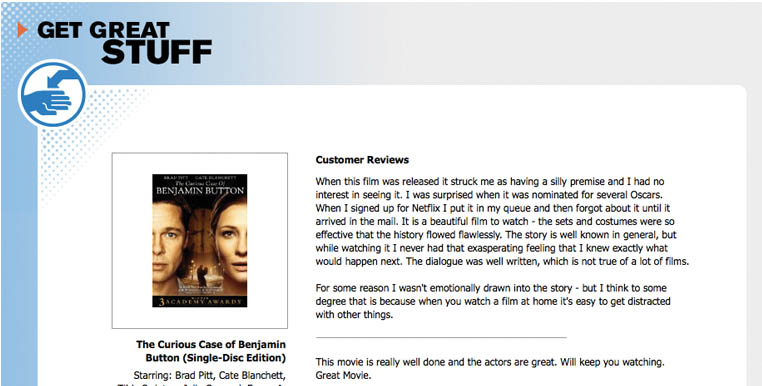 GET GREAT
STUFF
BRAD PITT CATE BLANCHETT
The Curious Case Of
BENJAMIN BUTTON
WINNER
3 ACADEMY AWARDS
The Curious Case of Benjamin
Button (Single-Disc Edition)
Starring: Brad Pitt, Cate Blanchett,
Customer Reviews
When this film was released it struck me as having a silly premise and I had no
interest in seeing it. I was surprised when it was nominated for several Oscars.
When I signed up for Netflix I put it in my queue and then forgot about it until it
arrived in the mail. It is a beautiful film to watch - the sets and costumes were so
effective that the history flowed flawlessly. The story is well known in general, but
while watching it I never had that exasperating feeling that I knew exactly what
would happen next. The dialogue was well written, which is not true of a lot of films.
For some reason I wasn't emotionally drawn into the story - but I think to some
degree that is because when you watch a film at home it's easy to get distracted
with other things.
This movie is really well done and the actors are great. Will keep you watching.
Great Movie.